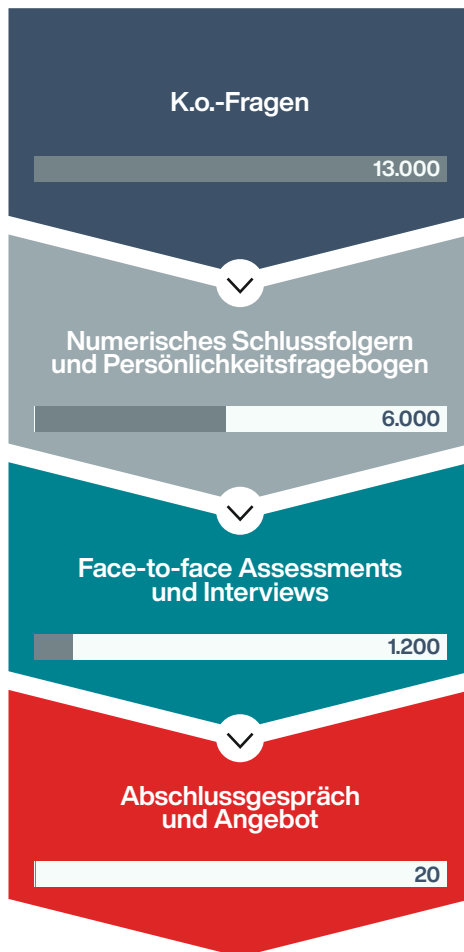 K.o.-Fragen
13.000
Numerisches Schlussfolgern
und Persönlichkeitsfragebogen
6.000
Face-to-face Assessments
und Interviews
1.200
Abschlussgespräch
und Angebot
20